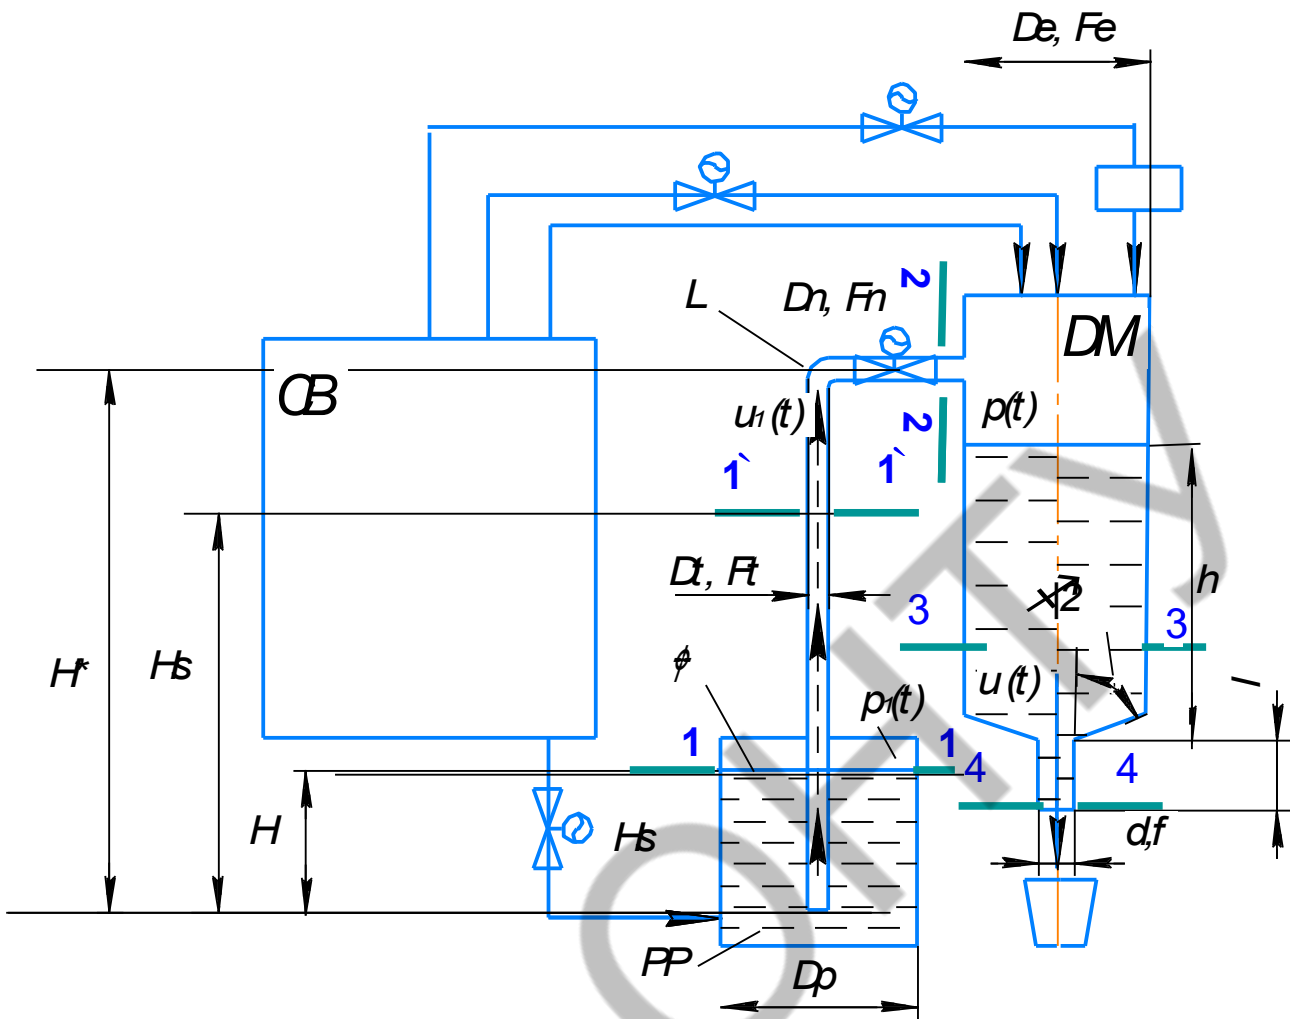 De, Fe
L
Dn, Fn
2
DM
CB
u1(t)
2
p(t)
1`
1`
Dt, Ft
3
3
h
H*
Hs
u(t)
l
p1(t)
1
1
4
4
H
Hs
d,f
PP
Dp
ОНТУ